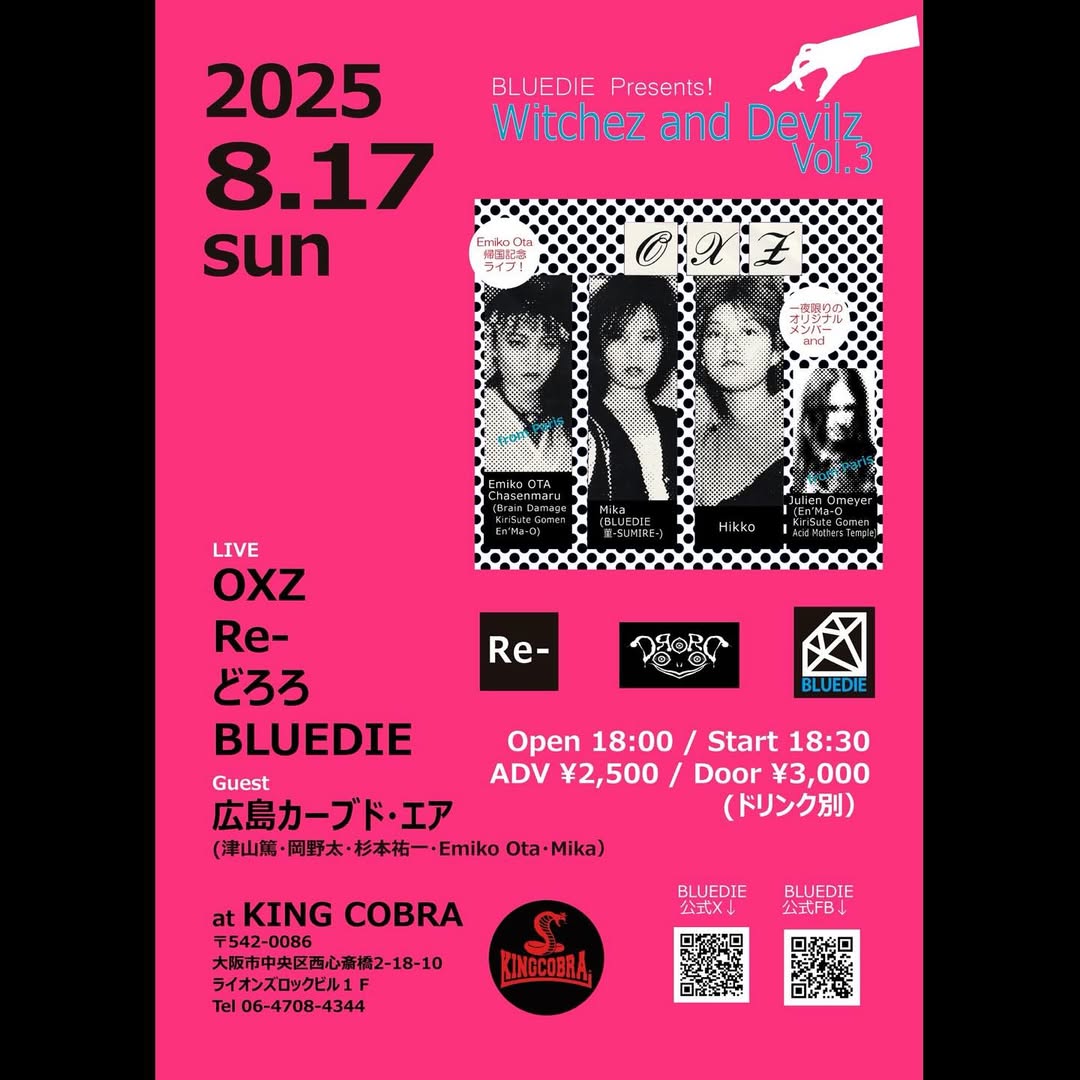 2025
8.17
sun
BLUEDIE Presents!
Witchez and Devilz
Vol.3
Emiko Ota
帰国記念
ライブ！
O X Z
一夜限りの
オリジナル
メンバー
and
from Paris
from Paris
Emiko OTA
Chasenmaru
(Brain Damage
KiriSute Gomen
En'Ma-O)
Mika
(BLUEDIE
菫-SUMIRE-)
Hikko
Julien Omeyer
(En'Ma-O
KiriSute Gomen
Acid Mothers Temple)
LIVE
OXZ
Re-
どろろ
BLUEDIE
Guest
広島カーブド・エア
(津山篤・岡野太・杉本祐一・Emiko Ota・Mika）
Re-
DRORO
BLUEDIE
Open 18:00 / Start 18:30
ADV ¥2,500 / Door ¥3,000
(ドリンク別）
at KING COBRA
〒542-0086
大阪市中央区西心斎橋2-18-10
ライオンズロックビル１Ｆ
Tel 06-4708-4344
KINGCOBRA
BLUEDIE
公式X↓
BLUEDIE
公式FB↓